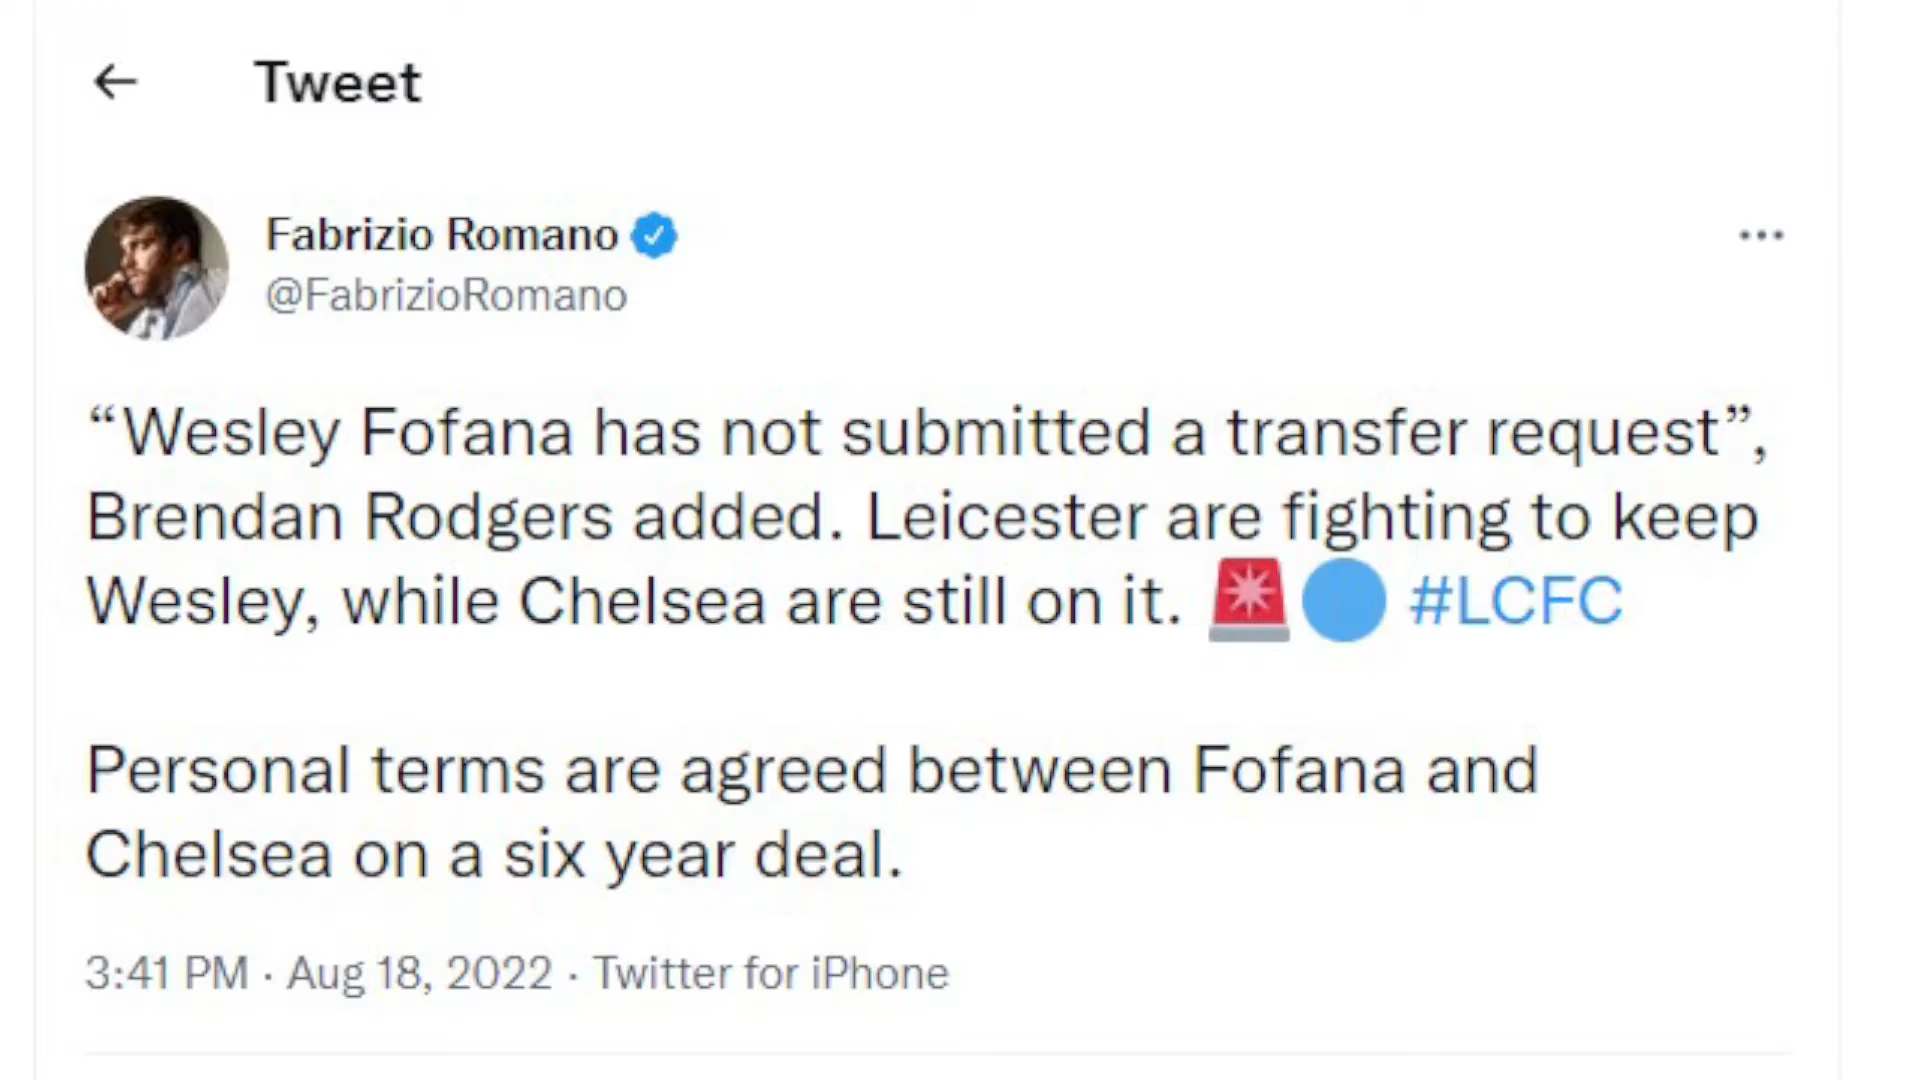 Tweet
Fabrizio Romano
@FabrizioRomano
“Wesley Fofana has not submitted a transfer request”,
Brendan Rodgers added. Leicester are fighting to keep
Wesley, while Chelsea are still on it. 🚨🔵 #LCFC
Personal terms are agreed between Fofana and
Chelsea on a six year deal.
3:41 PM · Aug 18, 2022 · Twitter for iPhone